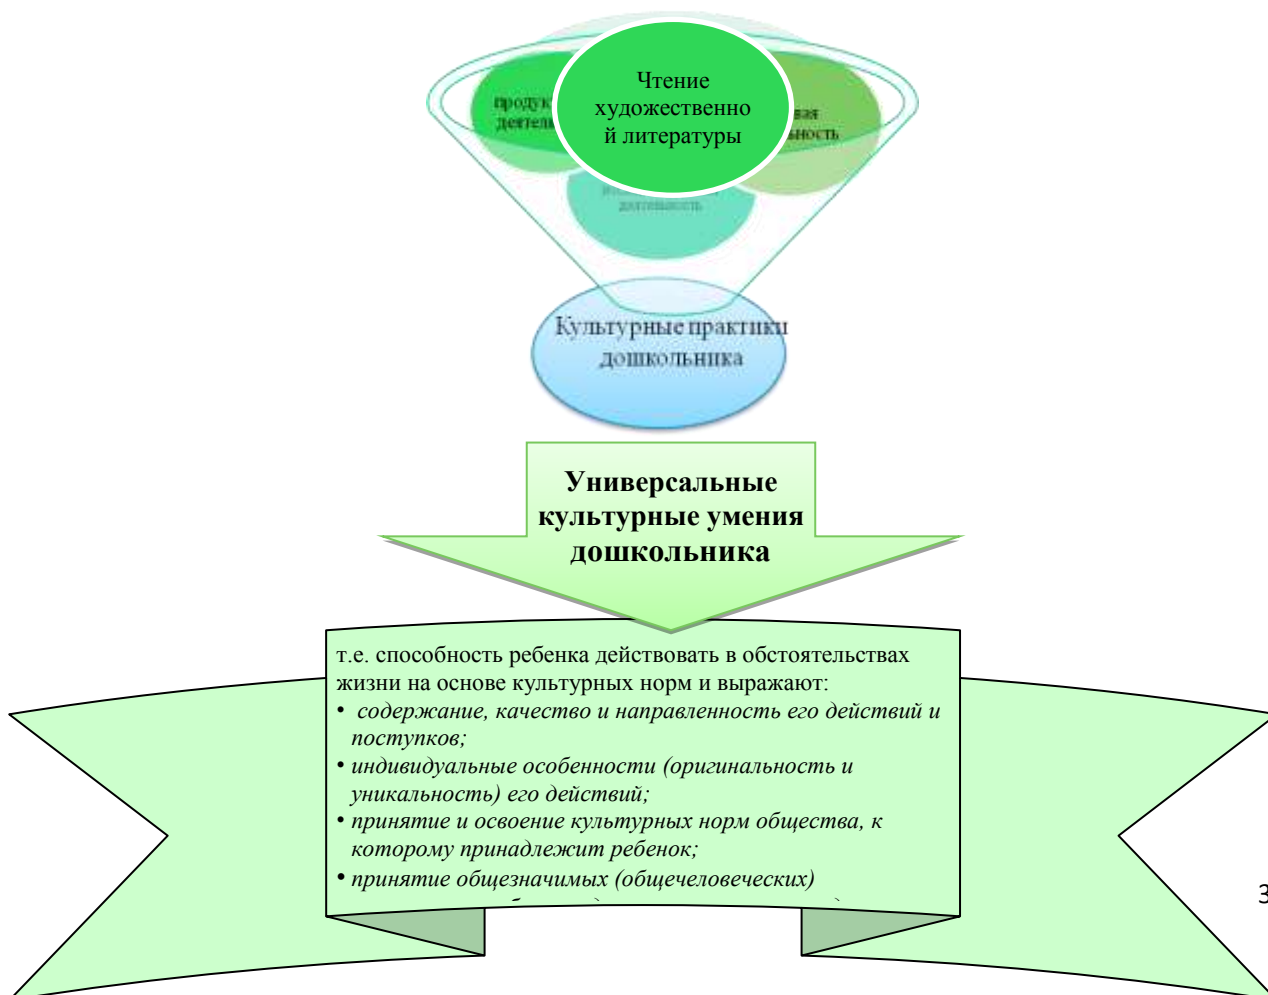 Чтение
художественно
й литературы
деятельность
Культурные практики
дошкольника
Универсальные
культурные умения
дошкольника
т.е. способность ребенка действовать в обстоятельствах
жизни на основе культурных норм и выражают:
• содержание, качество и направленность его действий и
поступков;
• индивидуальные особенности (оригинальность и
уникальность) его действий;
• принятие и освоение культурных норм общества, к
которому принадлежит ребенок;
• принятие общезначимых (общечеловеческих)
3